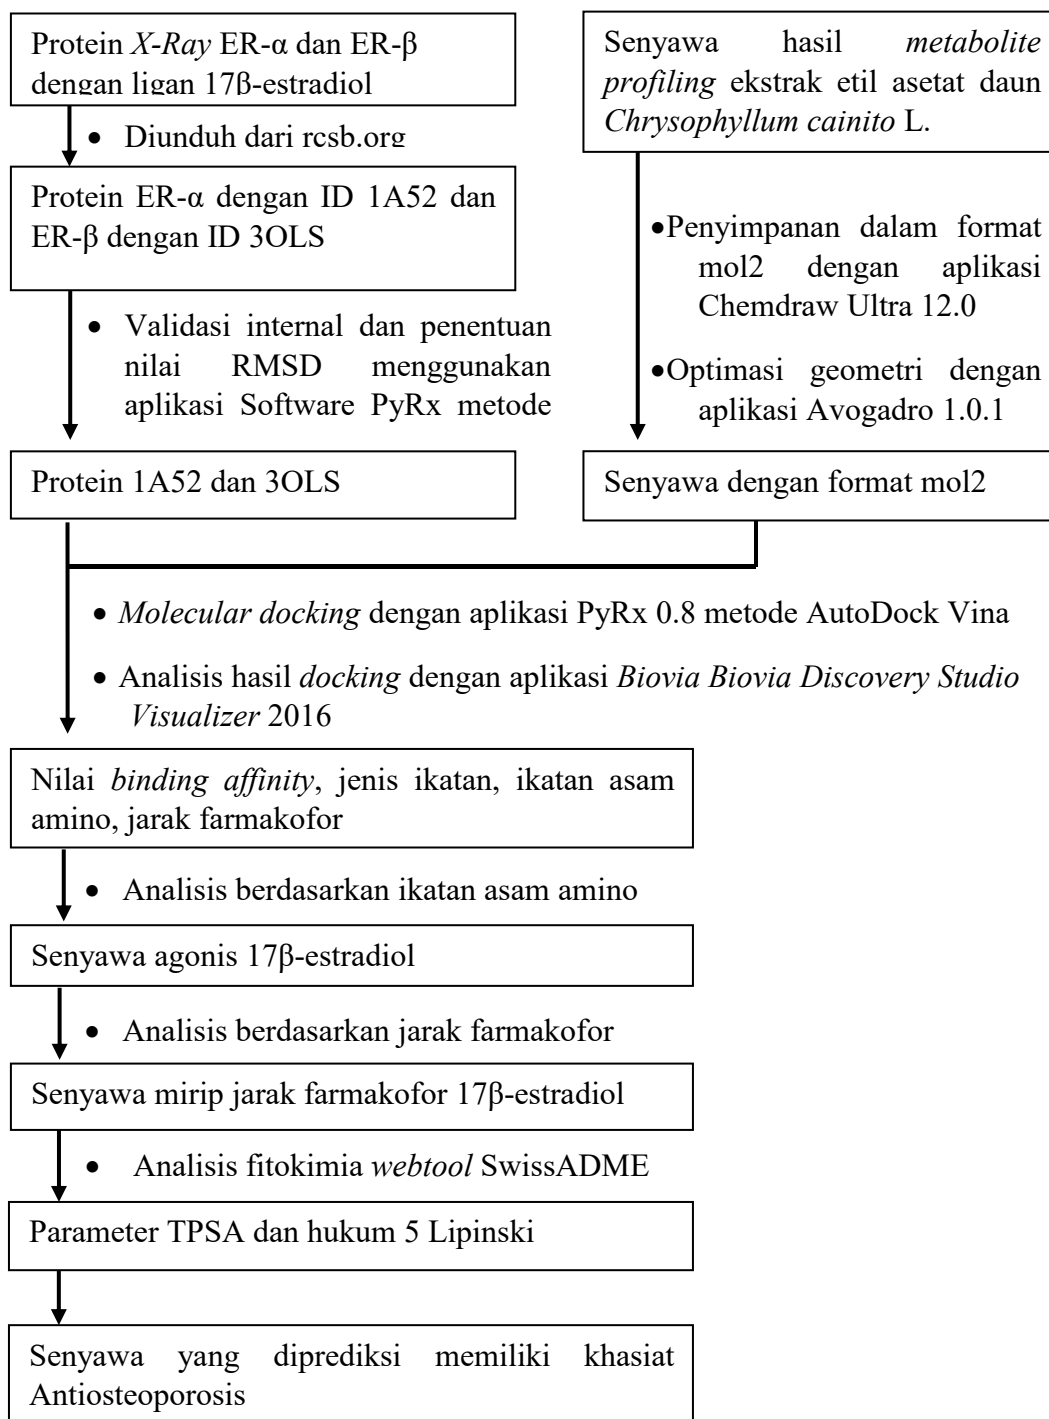 Protein X-Ray ER-α dan ER-β
dengan ligan 17β-estradiol
• Diunduh dari rcsb.org
Protein ER-α dengan ID 1A52 dan
ER-β dengan ID 3OLS
• Validasi internal dan penentuan
nilai RMSD menggunakan
aplikasi Software PyRx metode
Protein 1A52 dan 3OLS
Senyawa hasil metabolite
profiling ekstrak etil asetat daun
Chrysophyllum cainito L.
•Penyimpanan dalam format
mol2 dengan aplikasi
Chemdraw Ultra 12.0
•Optimasi geometri dengan
aplikasi Avogadro 1.0.1
Senyawa dengan format mol2
• Molecular docking dengan aplikasi PyRx 0.8 metode AutoDock Vina
• Analisis hasil docking dengan aplikasi Biovia Biovia Discovery Studio
Visualizer 2016
Nilai binding affinity, jenis ikatan, ikatan asam
amino, jarak farmakofor
• Analisis berdasarkan ikatan asam amino
Senyawa agonis 17β-estradiol
• Analisis berdasarkan jarak farmakofor
Senyawa mirip jarak farmakofor 17β-estradiol
• Analisis fitokimia webtool SwissADME
Parameter TPSA dan hukum 5 Lipinski
Senyawa yang diprediksi memiliki khasiat
Antiosteoporosis